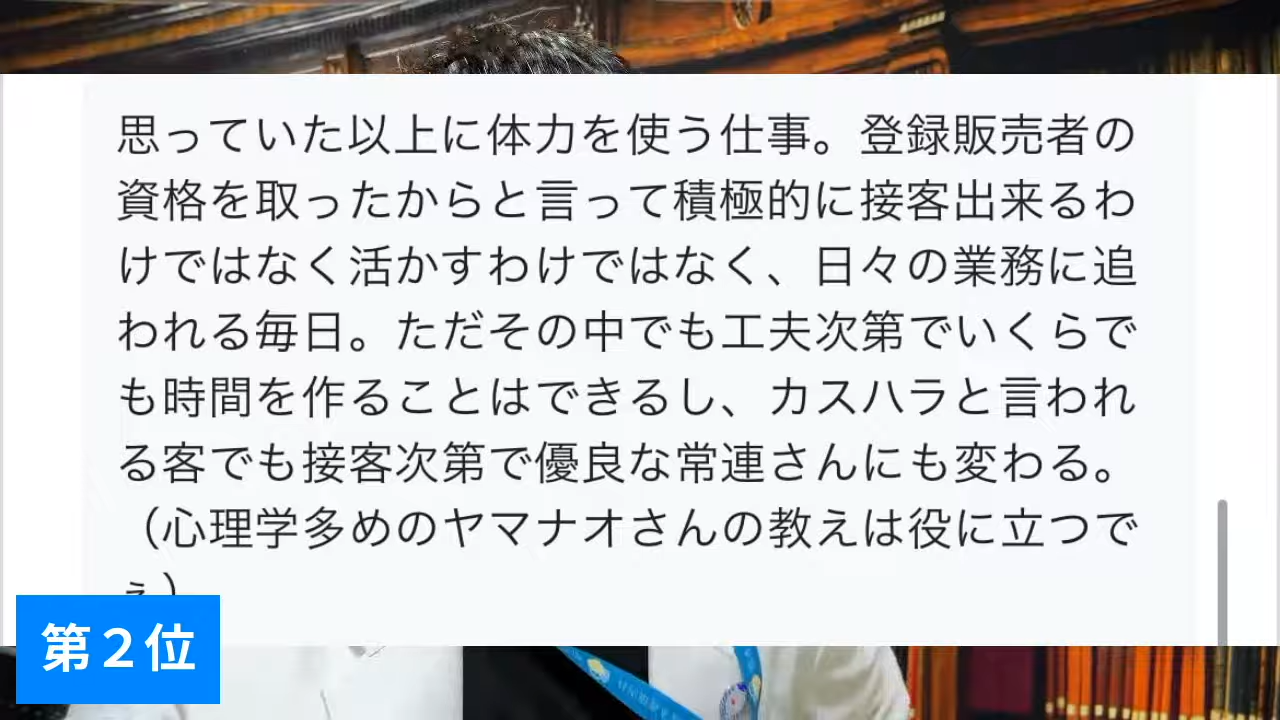 思っていた以上に体力を使う仕事。登録販売者の
資格を取ったからと言って積極的に接客出来るわ
けではなく活かすわけではなく、日々の業務に追
われる毎日。ただその中でも工夫次第でいくらで
も時間を作ることはできるし、カスハラと言われ
る客でも接客次第で優良な常連さんにも変わる。
（心理学多めのヤマナオさんの教えは役に立つで
ぇ）
第２位